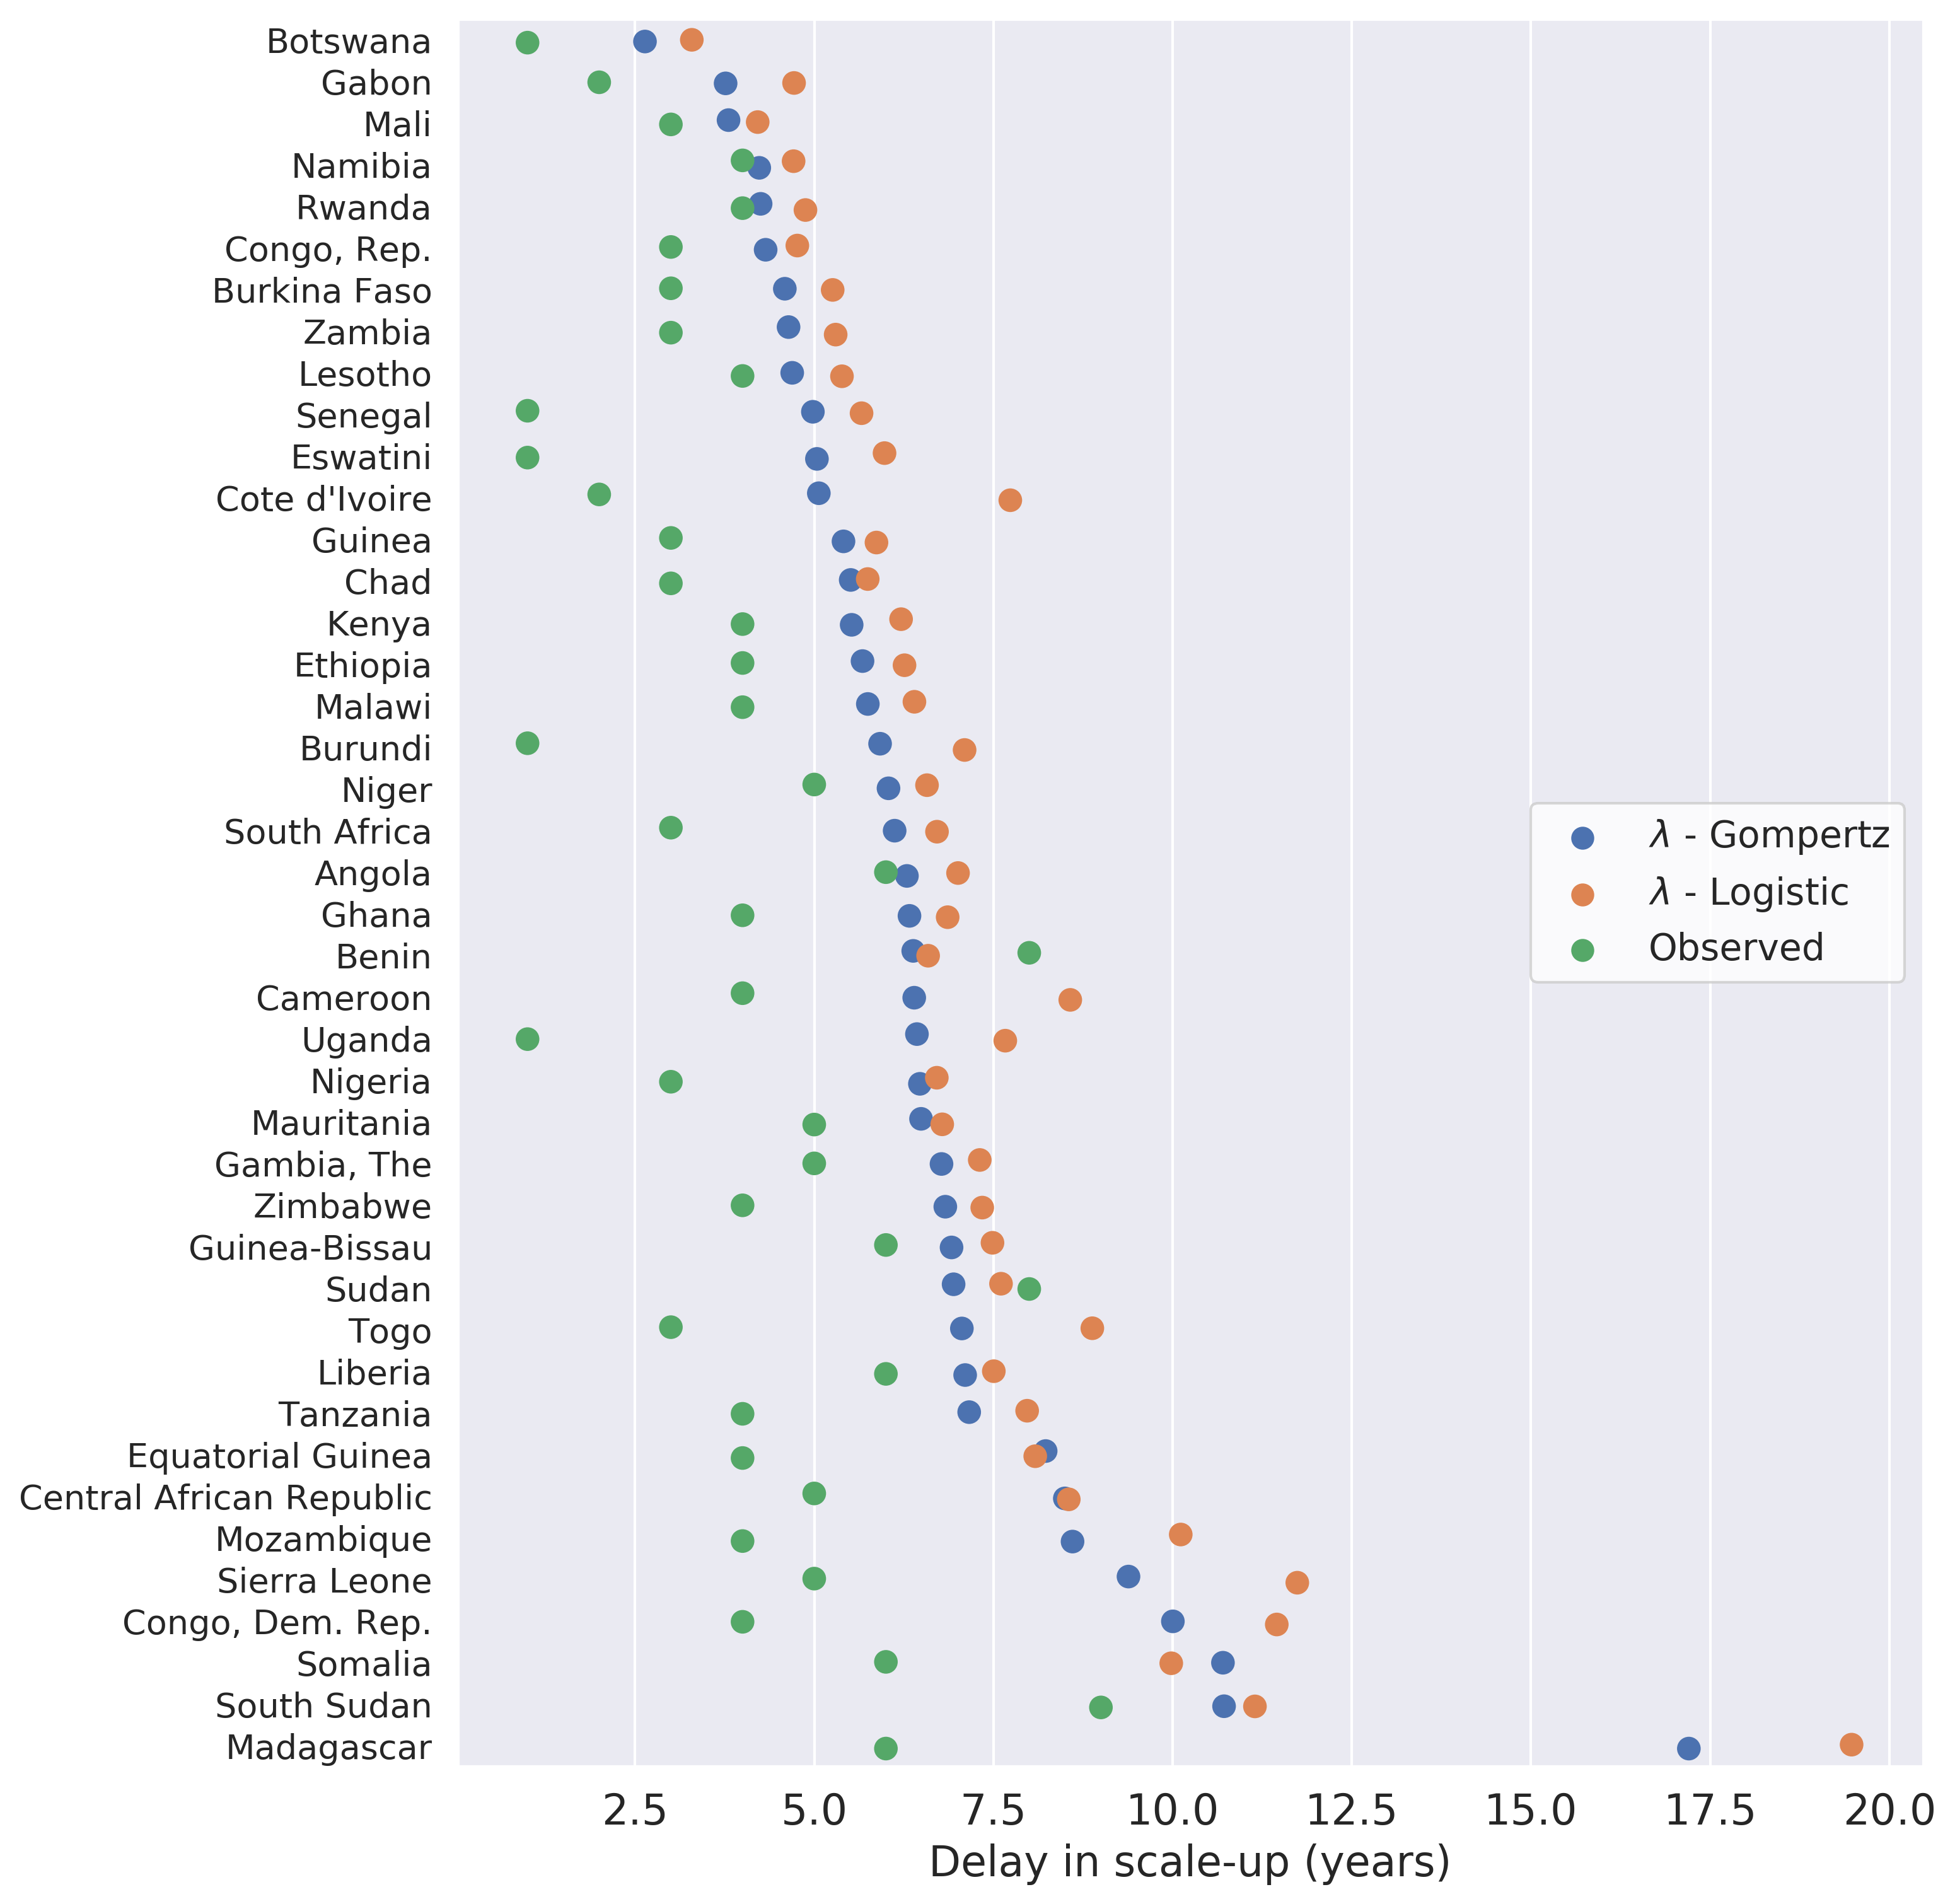 Botswana
Gabon
Mali
Namibia
Rwanda
Congo, Rep.
Burkina Faso
Zambia
Lesotho
Senegal
Eswatini
Cote d'Ivoire
Guinea
Chad
Kenya
Ethiopia
Malawi
Burundi
Niger
South Africa
Angola
Ghana
Benin
Cameroon
Uganda
Nigeria
Mauritania
Gambia, The
Zimbabwe
Guinea-Bissau
Sudan
Togo
Liberia
Tanzania
Equatorial Guinea
Central African Republic
Mozambique
Sierra Leone
Congo, Dem. Rep.
Somalia
South Sudan
Madagascar
λ - Gompertz
λ - Logistic
Observed
2.5 5.0 7.5 10.0 12.5 15.0 17.5 20.0
Delay in scale-up (years)